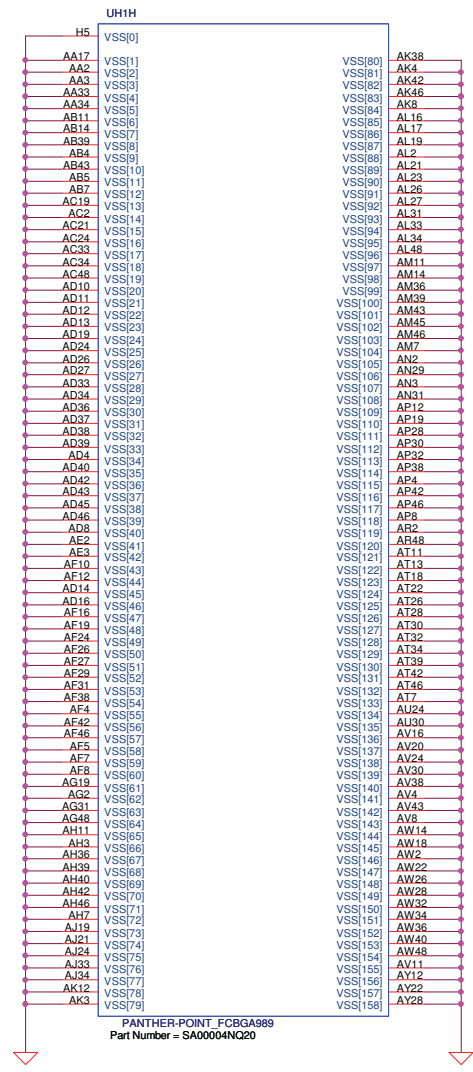 UH1H
H5 VSS[0]
AA17 VSS[1]
AA2 VSS[2]
AA3 VSS[3]
AA33 VSS[4]
AA34 VSS[5]
AB11 VSS[6]
AB14 VSS[7]
AB39 VSS[8]
AB4 VSS[9]
AB43 VSS[10]
AB5 VSS[11]
AB7 VSS[12]
AC19 VSS[13]
AC2 VSS[14]
AC21 VSS[15]
AC24 VSS[16]
AC33 VSS[17]
AC34 VSS[18]
AC48 VSS[19]
AD10 VSS[20]
AD11 VSS[21]
AD12 VSS[22]
AD13 VSS[23]
AD19 VSS[24]
AD24 VSS[25]
AD26 VSS[26]
AD27 VSS[27]
AD33 VSS[28]
AD34 VSS[29]
AD36 VSS[30]
AD37 VSS[31]
AD38 VSS[32]
AD39 VSS[33]
AD4 VSS[34]
AD40 VSS[35]
AD42 VSS[36]
AD43 VSS[37]
AD45 VSS[38]
AD46 VSS[39]
AD8 VSS[40]
AE2 VSS[41]
AE3 VSS[42]
AF10 VSS[43]
AF12 VSS[44]
AD14 VSS[45]
AD16 VSS[46]
AF16 VSS[47]
AF19 VSS[48]
AF24 VSS[49]
AF26 VSS[50]
AF27 VSS[51]
AF29 VSS[52]
AF31 VSS[53]
AF38 VSS[54]
AF4 VSS[55]
AF42 VSS[56]
AF46 VSS[57]
AF5 VSS[58]
AF7 VSS[59]
AF8 VSS[60]
AG19 VSS[61]
AG2 VSS[62]
AG31 VSS[63]
AG48 VSS[64]
AH11 VSS[65]
AH3 VSS[66]
AH36 VSS[67]
AH39 VSS[68]
AH40 VSS[69]
AH42 VSS[70]
AH46 VSS[71]
AH7 VSS[72]
AJ19 VSS[73]
AJ21 VSS[74]
AJ24 VSS[75]
AJ33 VSS[76]
AJ34 VSS[77]
AK12 VSS[78]
AK3 VSS[79]
VSS[80] AK38
VSS[81] AK4
VSS[82] AK42
VSS[83] AK46
VSS[84] AK8
VSS[85] AL16
VSS[86] AL17
VSS[87] AL19
VSS[88] AL2
VSS[89] AL21
VSS[90] AL23
VSS[91] AL26
VSS[92] AL27
VSS[93] AL31
VSS[94] AL33
VSS[95] AL34
VSS[96] AL48
VSS[97] AM11
VSS[98] AM14
VSS[99] AM36
VSS[100] AM39
VSS[101] AM43
VSS[102] AM45
VSS[103] AM46
VSS[104] AM7
VSS[105] AN2
VSS[106] AN29
VSS[107] AN3
VSS[108] AN31
VSS[109] AP12
VSS[110] AP19
VSS[111] AP28
VSS[112] AP30
VSS[113] AP32
VSS[114] AP38
VSS[115] AP4
VSS[116] AP42
VSS[117] AP46
VSS[118] AP8
VSS[119] AR2
VSS[120] AR48
VSS[121] AT11
VSS[122] AT13
VSS[123] AT18
VSS[124] AT22
VSS[125] AT26
VSS[126] AT28
VSS[127] AT30
VSS[128] AT32
VSS[129] AT34
VSS[130] AT39
VSS[131] AT42
VSS[132] AT46
VSS[133] AT7
VSS[134] AU24
VSS[135] AU30
VSS[136] AV16
VSS[137] AV20
VSS[138] AV24
VSS[139] AV30
VSS[140] AV38
VSS[141] AV4
VSS[142] AV43
VSS[143] AV8
VSS[144] AW14
VSS[145] AW18
VSS[146] AW2
VSS[147] AW22
VSS[148] AW26
VSS[149] AW28
VSS[150] AW32
VSS[151] AW34
VSS[152] AW36
VSS[153] AW40
VSS[154] AW48
VSS[155] AV11
VSS[156] AY12
VSS[157] AY22
VSS[158] AY28
PANTHER-POINT_FCBGA989
Part Number = SA00004NQ20